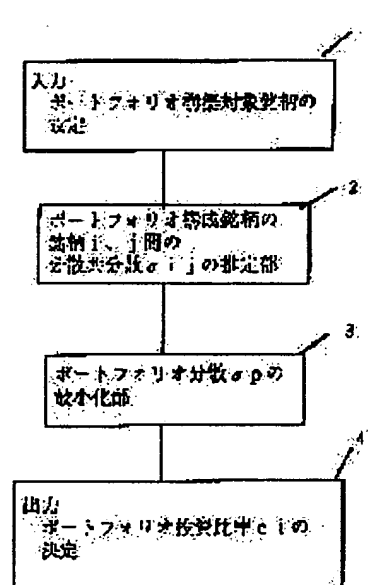 入力
ポートフォリオ対象銘柄の
設定
2
ポートフォリオ構成銘柄の
銘柄i、j間の
分散共分散σijの推定部
3
ポートフォリオ分散σpの
最小化部
4
出力
ポートフォリオ投資比率ciの
決定